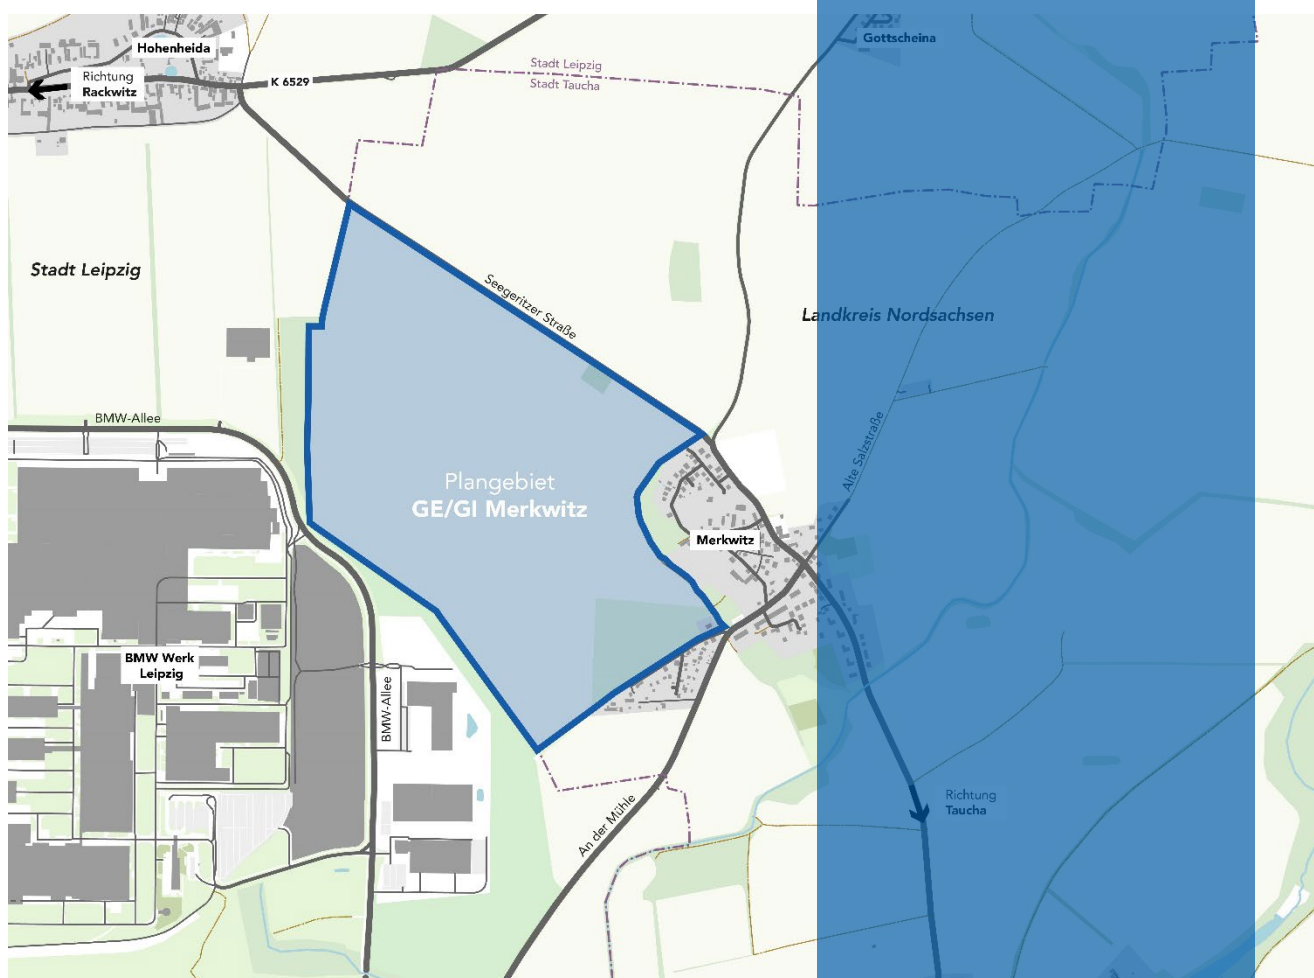 Hohenheida
Gottscheina
Richtung
Rackwitz
K 6529
Stadt Leipzig
Stadt Taucha
Stadt Leipzig
Seegeritzer Straße
Landkreis Nordsachsen
BMW-Allee
Alte Salzstraße
Plangebiet
GE/GI Merkwitz
Merkwitz
BMW Werk
Leipzig
BMW-Allee
Richtung
Taucha
An der Mühle